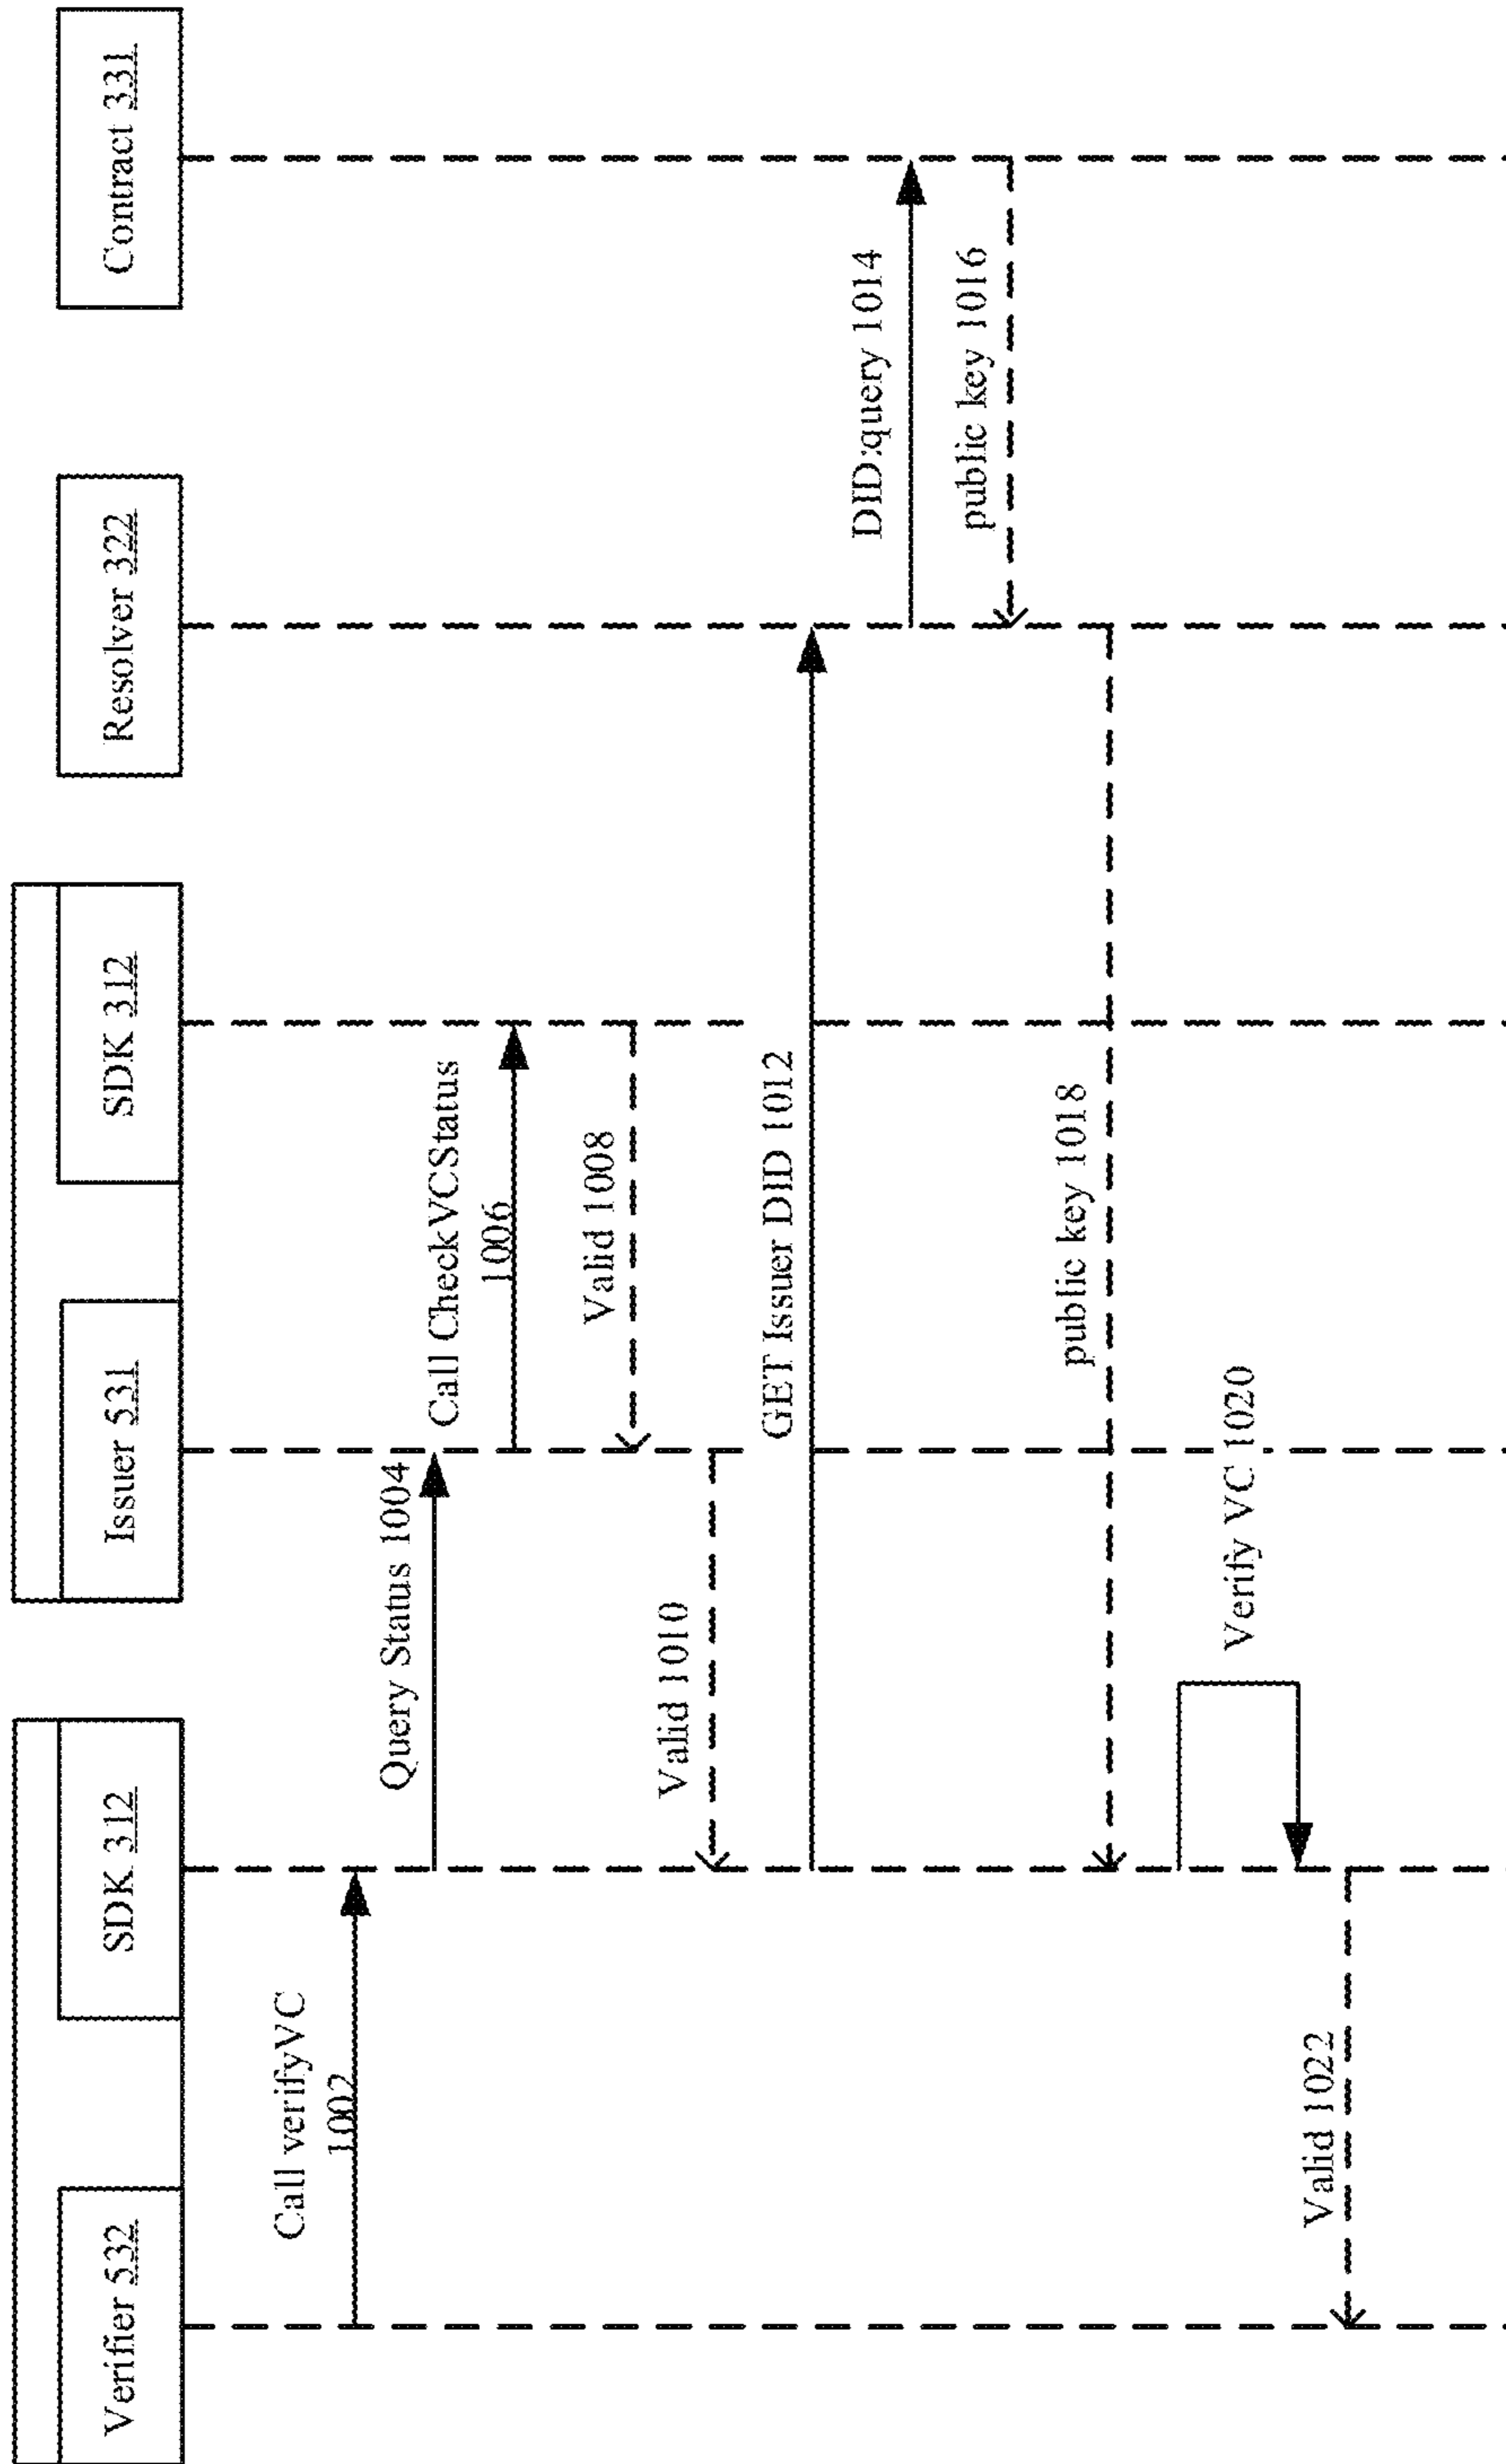 Verifier 532
SDK 312
Issuer 531
SDK 312
Resolver 322
Contract 331
Call verifyVC
1002
Query Status 1004
Call CheckVCStatus
1006
Valid 1008
Valid 1010
GET Issuer DID 1012
DID:query 1014
public key 1016
public key 1018
Verify VC 1020
Valid 1022